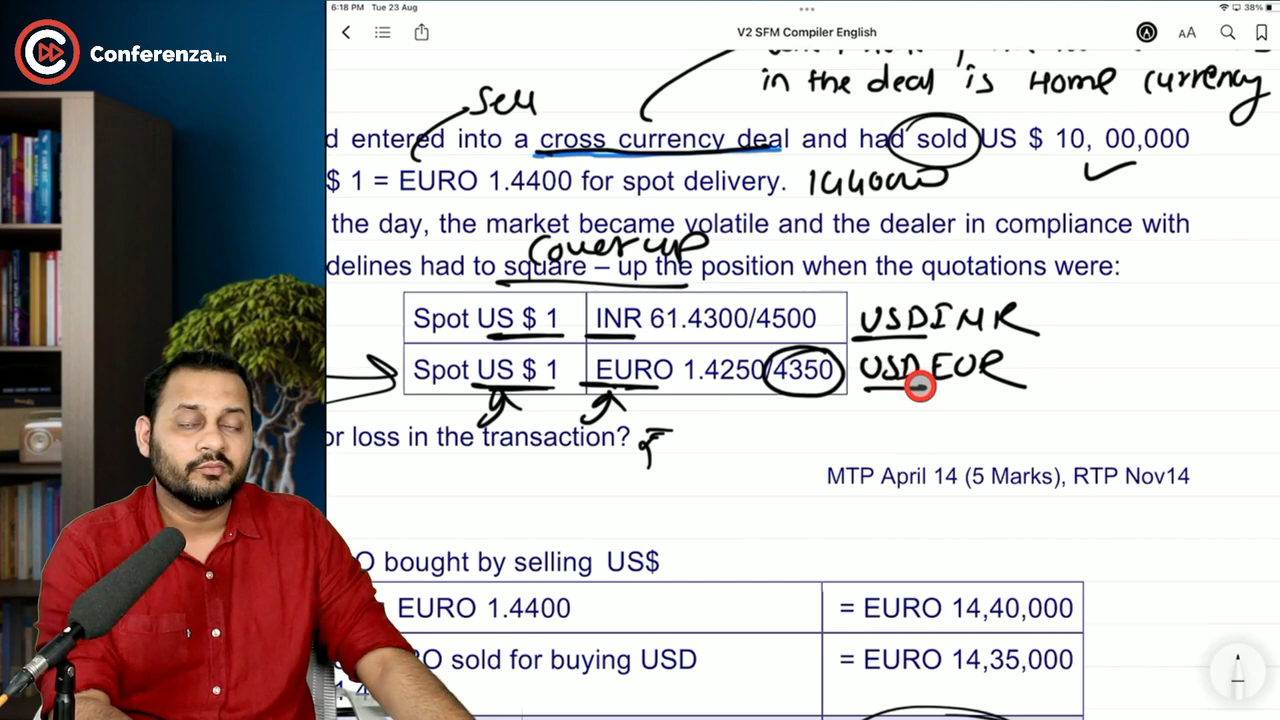 6:18 PM Tue 23 Aug
38%
V2 SFM Compiler English
AA
Conferenza.in
in the deal is Home currency
Sell
d entered into a cross currency deal and had sold US $ 10, 00,000
$ 1 = EURO 1.4400 for spot delivery. 1440000
the day, the market became volatile and the dealer in compliance with
Cover up
delines had to square – up the position when the quotations were:
Spot US $ 1 INR 61.4300/4500 USDINR
Spot US $ 1 EURO 1.4250/4350 USDEUR
or loss in the transaction? ₹
MTP April 14 (5 Marks), RTP Nov14
O bought by selling US$
EURO 1.4400 = EURO 14,40,000
RO sold for buying USD = EURO 14,35,000